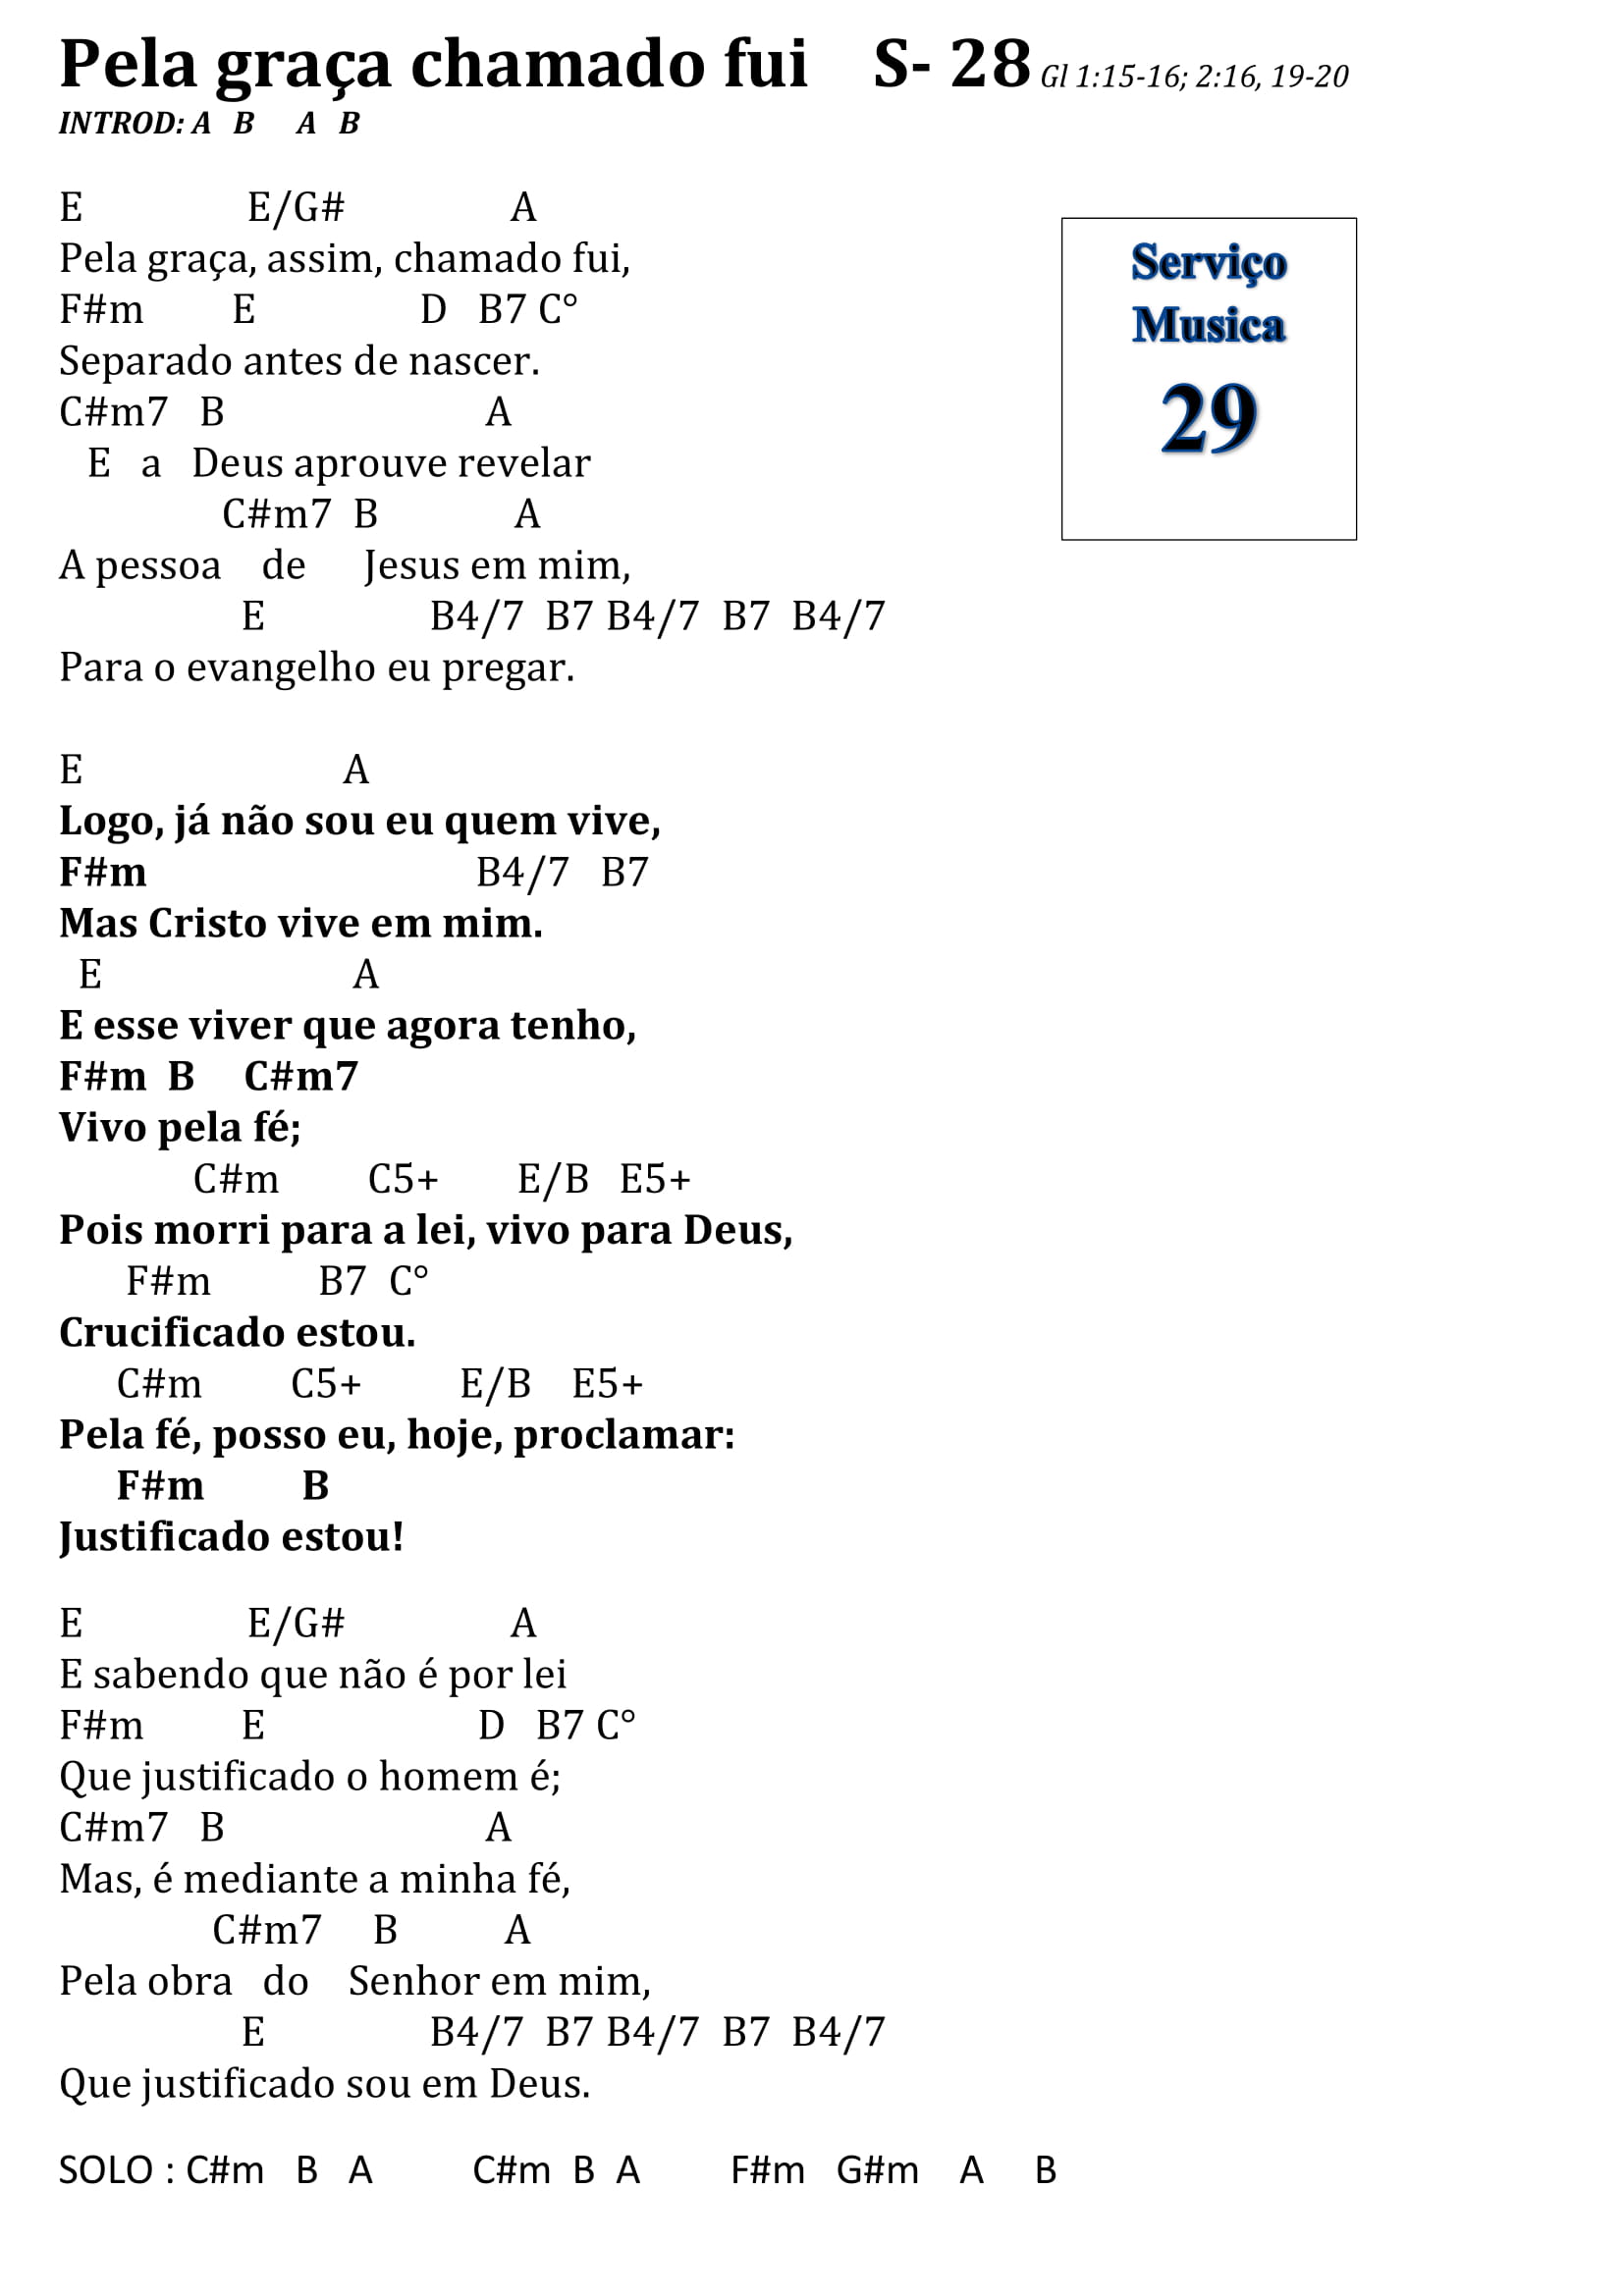 Pela graça chamado fui S- 28 Gl 1:15-16; 2:16, 19-20
INTROD: A B A B
E E/G# A
Pela graça, assim, chamado fui,
F#m E D B7 C°
Separado antes de nascer.
C#m7 B A
E a Deus aprouve revelar
C#m7 B A
A pessoa de Jesus em mim,
E B4/7 B7 B4/7 B7 B4/7
Para o evangelho eu pregar.
Serviço
Musica
29
E A
Logo, já não sou eu quem vive,
F#m B4/7 B7
Mas Cristo vive em mim.
E A
E esse viver que agora tenho,
F#m B C#m7
Vivo pela fé;
C#m C5+ E/B E5+
Pois morri para a lei, vivo para Deus,
F#m B7 C°
Crucificado estou.
C#m C5+ E/B E5+
Pela fé, posso eu, hoje, proclamar:
F#m B
Justificado estou!
E E/G# A
E sabendo que não é por lei
F#m E D B7 C°
Que justificado o homem é;
C#m7 B A
Mas, é mediante a minha fé,
C#m7 B A
Pela obra do Senhor em mim,
E B4/7 B7 B4/7 B7 B4/7
Que justificado sou em Deus.
SOLO : C#m B A C#m B A F#m G#m A B